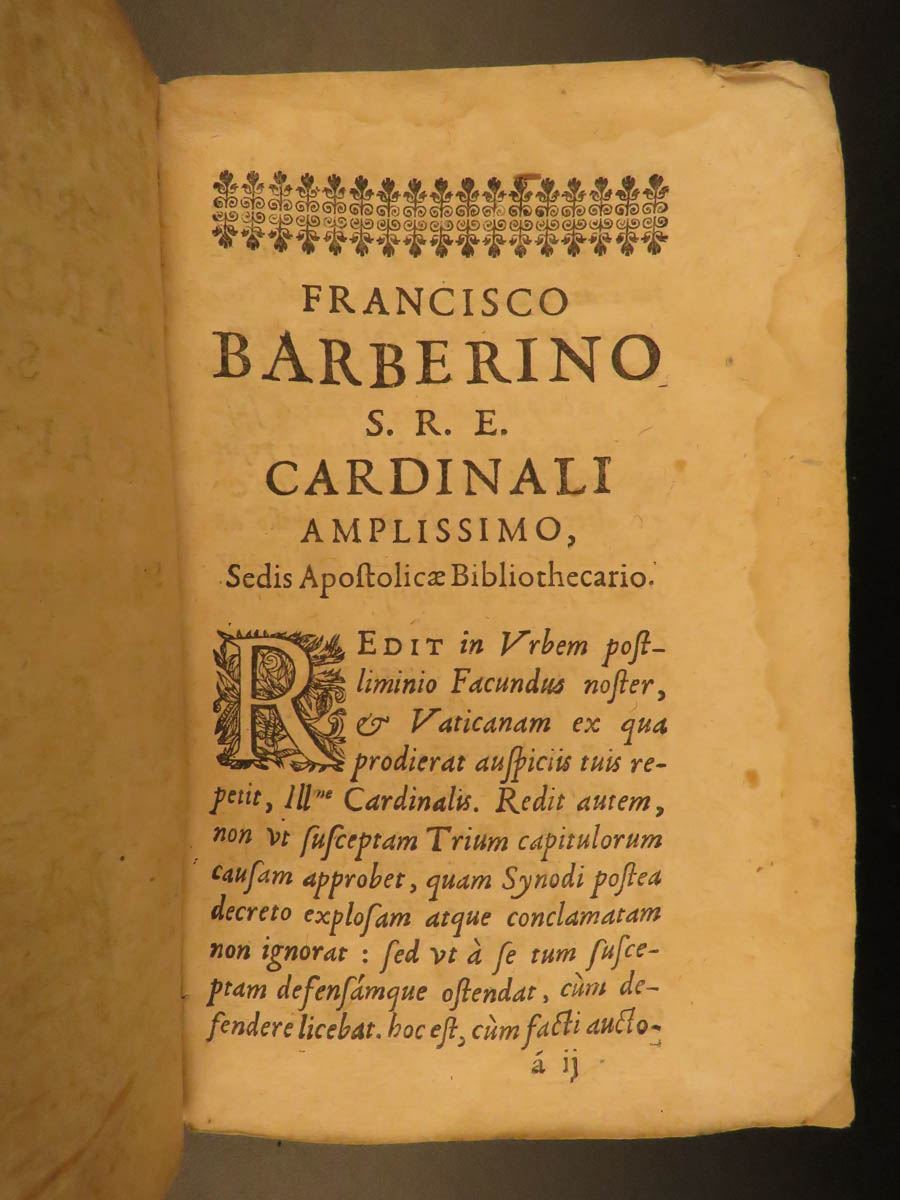 FRANCISCO
BARBERINO
S. R. E.
CARDINALI
AMPLISSIMO,
Sedis Apoſtolicæ Bibliothecario.
REDIT in Vrbem poſt-
liminio Facundus noſter,
& Vaticanam ex qua
prodierat auſpiciis tuis re-
petit, Illme Cardinalis. Redit autem,
non vt ſuſceptam Trium capitulorum
cauſam approbet, quam Synodi poſtea
decreto exploſam atque conclamatam
non ignorat : ſed vt à ſe tum ſuſce-
ptam defenſámque oſtendat, cùm de-
fendere licebat. hoc eſt, cùm facti aucto-
á ij